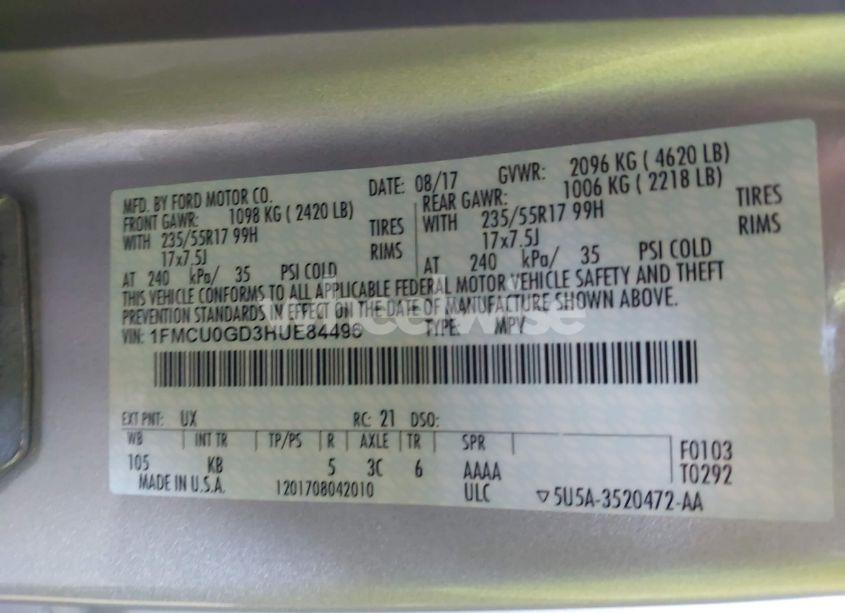 MFD. BY FORD MOTOR CO. DATE: 08/17 GVWR: 2096 KG ( 4620 LB)
FRONT GAWR: 1098 KG ( 2420 LB) REAR GAWR: 1006 KG ( 2218 LB)
WITH 235/55R17 99H TIRES WITH 235/55R17 99H TIRES
17x7.5J RIMS 17x7.5J RIMS
AT 240 kPa/ 35 PSI COLD AT 240 kPa/ 35 PSI COLD
THIS VEHICLE CONFORMS TO ALL APPLICABLE FEDERAL MOTOR VEHICLE SAFETY AND THEFT
PREVENTION STANDARDS IN EFFECT ON THE DATE OF MANUFACTURE SHOWN ABOVE.
VIN: 1FMCU0GD3HUE84496 TYPE: MPV
EXT PNT: UX RC: 21 DSO:
WB INT TR TP/PS R AXLE TR SPR F0103
105 KB 5 3C 6 AAAA T0292
MADE IN U.S.A. 1201708042010 ULC ▽5U5A-3520472-AA